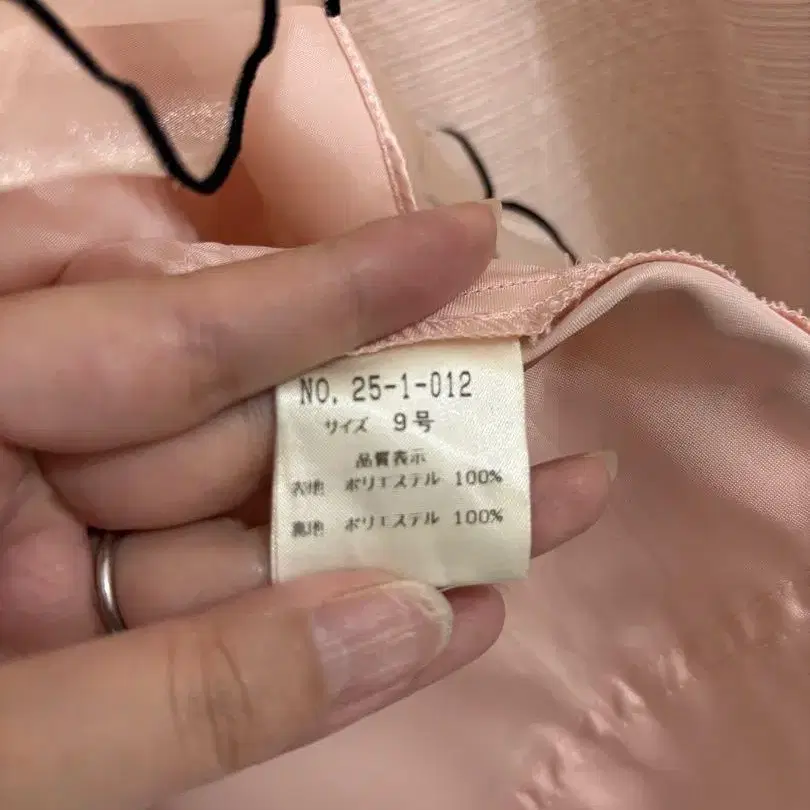 NO. 25-1-012
サイズ 9号
品質表示
表地 ポリエステル 100%
裏地 ポリエステル 100%